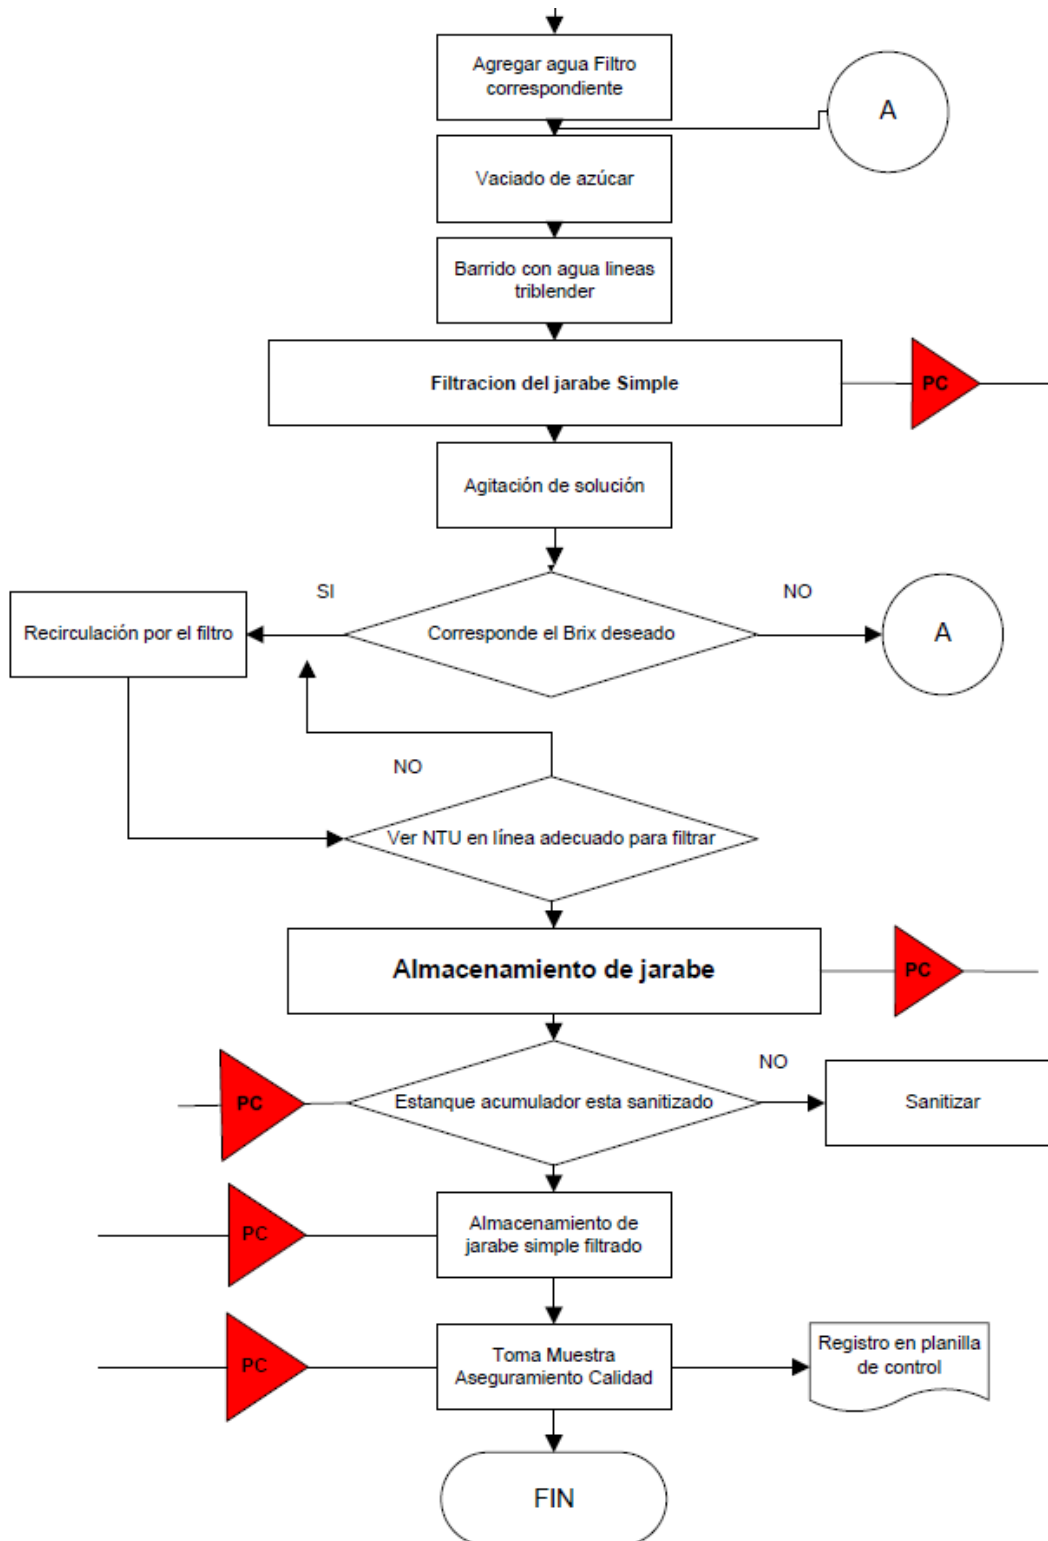 Agregar agua Filtro
correspondiente
A
Vaciado de azúcar
Barrido con agua lineas
triblender
Filtracion del jarabe Simple
PC
Agitación de solución
SI
NO
Recirculación por el filtro
Corresponde el Brix deseado
A
NO
Ver NTU en línea adecuado para filtrar
Almacenamiento de jarabe
PC
NO
PC
Estanque acumulador esta sanitizado
Sanitizar
PC
Almacenamiento de
jarabe simple filtrado
PC
Toma Muestra
Aseguramiento Calidad
Registro en planilla
de control
FIN